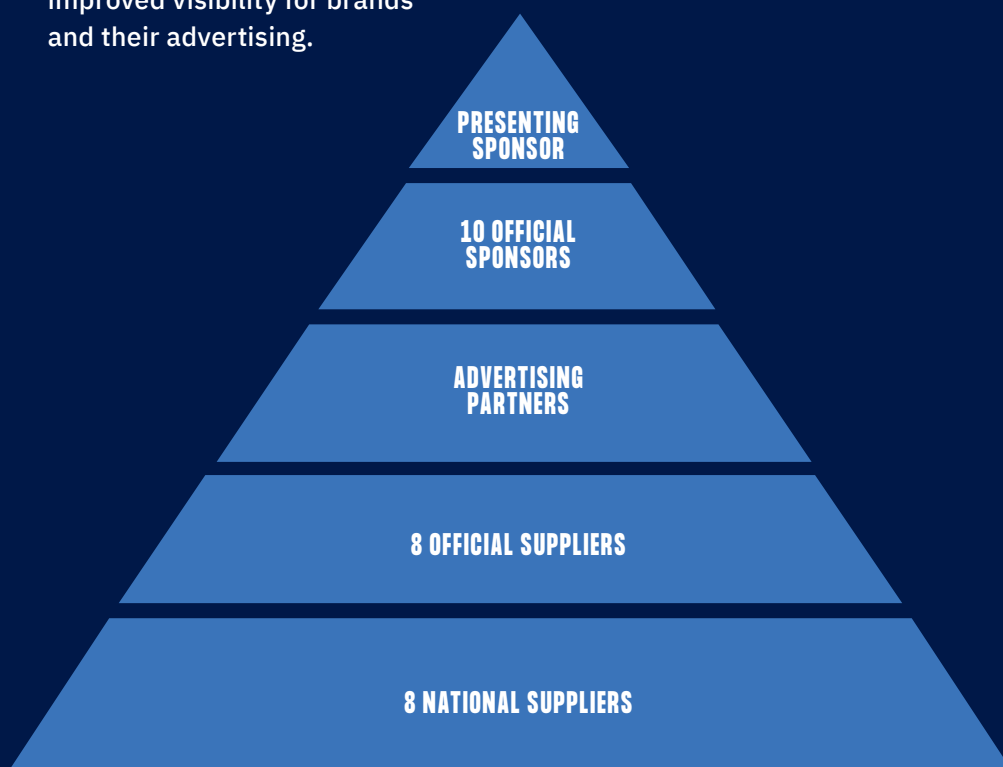 improved visibility for brands
and their advertising.
PRESENTING
SPONSOR
10 OFFICIAL
SPONSORS
ADVERTISING
PARTNERS
8 OFFICIAL SUPPLIERS
8 NATIONAL SUPPLIERS